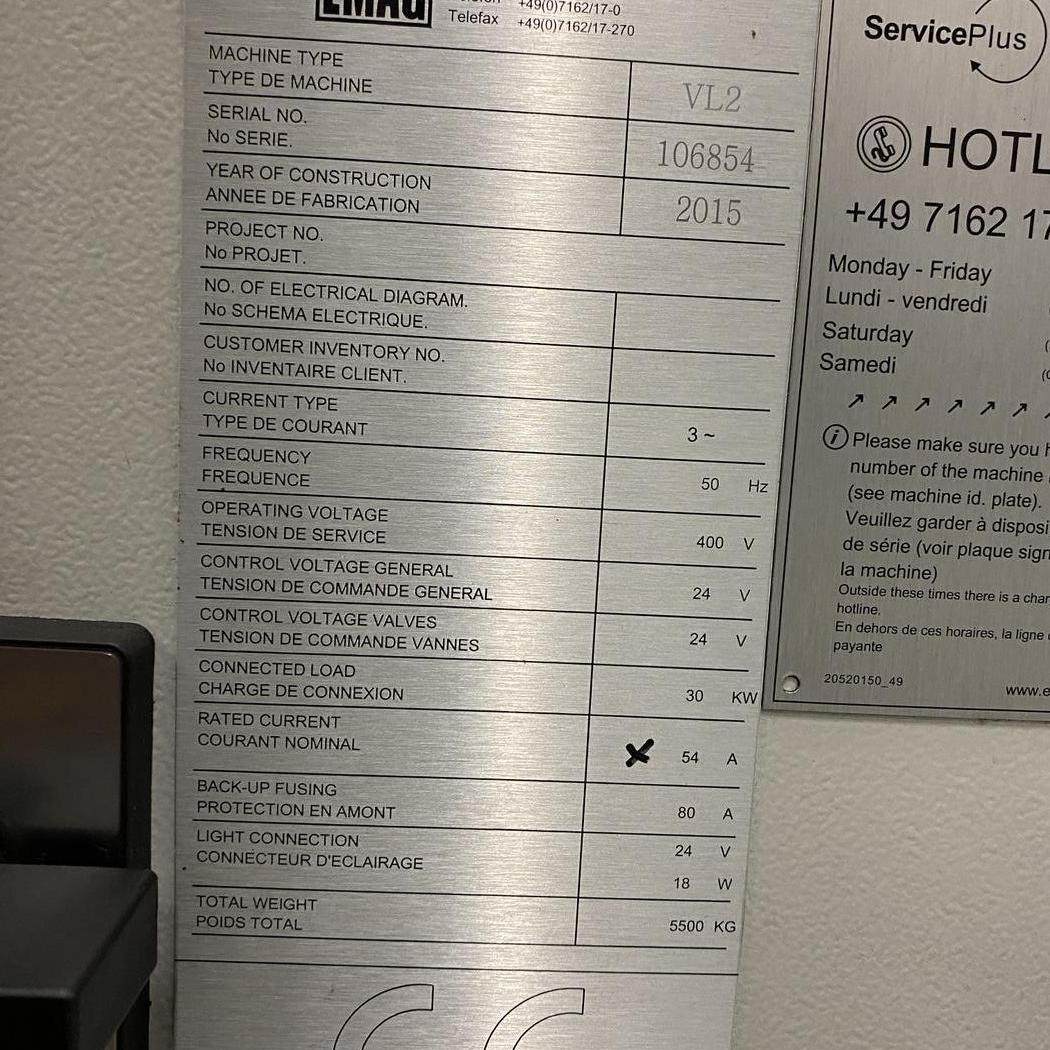 EMAG
+49(0)7162/17-0
Telefax +49(0)7162/17-270
MACHINE TYPE
TYPE DE MACHINE
VL2
SERIAL NO.
No SERIE.
106854
YEAR OF CONSTRUCTION
ANNEE DE FABRICATION
2015
PROJECT NO.
No PROJET.
NO. OF ELECTRICAL DIAGRAM.
No SCHEMA ELECTRIQUE.
CUSTOMER INVENTORY NO.
No INVENTAIRE CLIENT.
CURRENT TYPE
TYPE DE COURANT
3 ~
FREQUENCY
FREQUENCE
50 Hz
OPERATING VOLTAGE
TENSION DE SERVICE
400 V
CONTROL VOLTAGE GENERAL
TENSION DE COMMANDE GENERAL
24 V
CONTROL VOLTAGE VALVES
TENSION DE COMMANDE VANNES
24 V
CONNECTED LOAD
CHARGE DE CONNEXION
30 KW
RATED CURRENT
COURANT NOMINAL
54 A
BACK-UP FUSING
PROTECTION EN AMONT
80 A
LIGHT CONNECTION
CONNECTEUR D'ECLAIRAGE
24 V
18 W
TOTAL WEIGHT
POIDS TOTAL
5500 KG
CE
ServicePlus
HOTL
+49 7162 17
Monday - Friday
Lundi - vendredi
Saturday
Samedi
Please make sure you
number of the machine
(see machine id. plate).
Veuillez garder à disposi
de série (voir plaque sign
la machine)
Outside these times there is a char
hotline.
En dehors de ces horaires, la ligne
payante
20520150_49
www.e